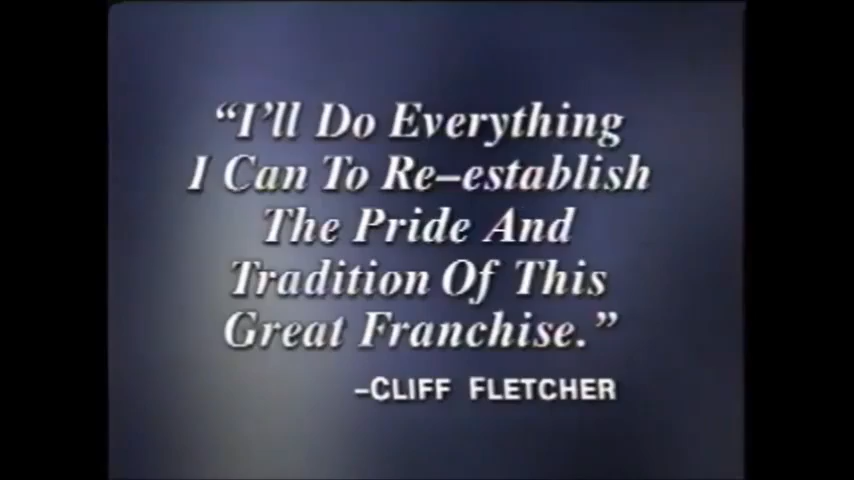 “I’ll Do Everything
I Can To Re–establish
The Pride And
Tradition Of This
Great Franchise.”
–CLIFF FLETCHER